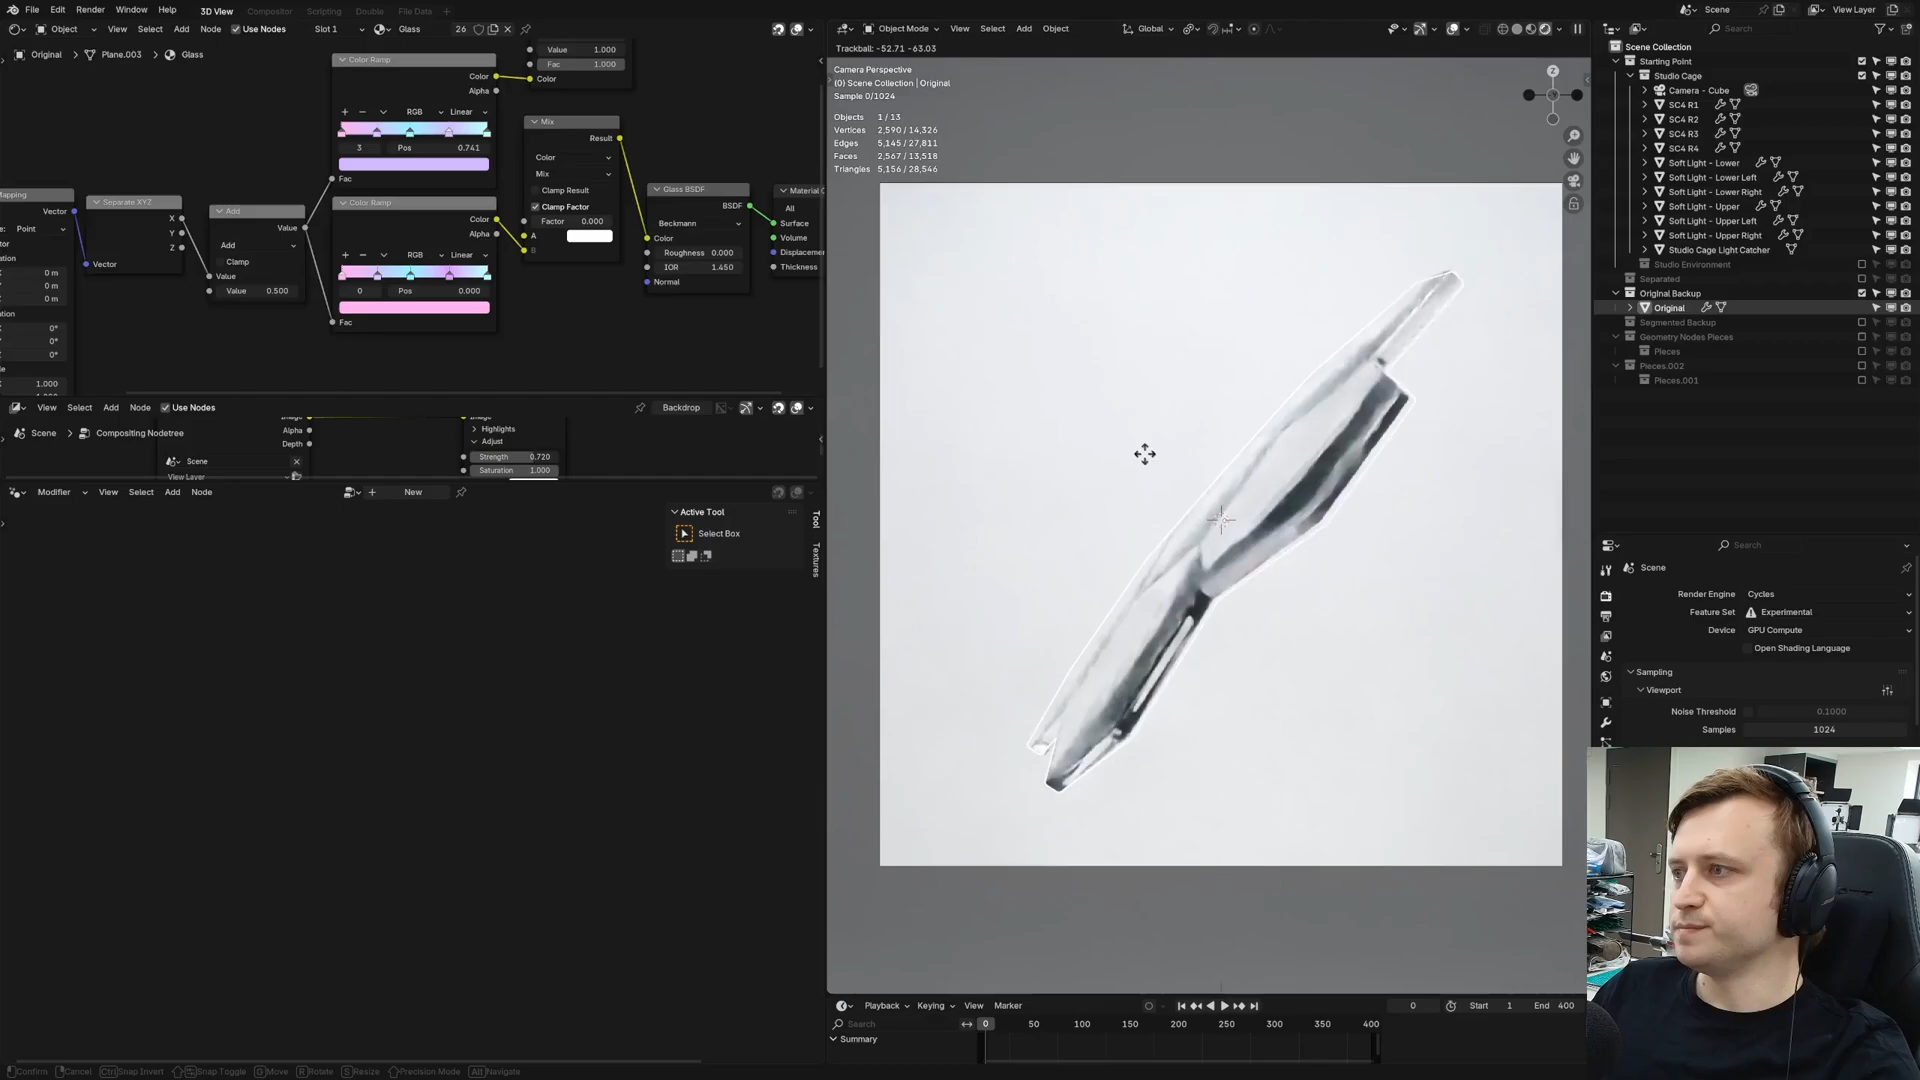 File Edit Render Window Help 3D View Compositor Scripting Double File Data +
Scene View Layer
Object View Select Add Node Use Nodes Slot 1 Glass 26
Original > Plane.003 > Glass
Color Ramp
Color
Alpha
RGB Linear
3 Pos 0.741
Fac
Color Ramp
Color
Alpha
RGB Linear
0 Pos 0.000
Fac
Value 1.000
Fac 1.000
Color
Mix
Result
Color
Mix
Clamp Result
Clamp Factor
Factor 0.000
A
B
Glass BSDF
BSDF
Beckmann
Color
Roughness 0.000
IOR 1.450
Normal
Material
All
Surface
Volume
Displaceme
Thickness
Mapping
Vector
Point
0 m
0 m
0 m
0°
0°
0°
1.000
Separate XYZ
X
Y
Z
Vector
Add
Value
Add
Clamp
Value
Value 0.500
View Select Add Node Use Nodes Backdrop
Scene > Compositing Nodetree
Alpha
Depth
Scene
View Layer
Highlights
Adjust
Strength 0.720
Saturation 1.000
Modifier View Select Add Node + New
Active Tool
Select Box
Tool
Textures
Object Mode View Select Add Object Global
Trackball: -52.71 -63.03
Camera Perspective
(0) Scene Collection | Original
Sample 0/1024
Objects 1 / 13
Vertices 2,590 / 14,326
Edges 5,145 / 27,811
Faces 2,567 / 13,518
Triangles 5,156 / 28,546
Z
Search
Scene Collection
Starting Point
Studio Cage
Camera - Cube
SC4 R1
SC4 R2
SC4 R3
SC4 R4
Soft Light - Lower
Soft Light - Lower Left
Soft Light - Lower Right
Soft Light - Upper
Soft Light - Upper Left
Soft Light - Upper Right
Studio Cage Light Catcher
Studio Environment
Separated
Original Backup
Original
Segmented Backup
Geometry Nodes Pieces
Pieces
Pieces.002
Pieces.001
Search
Scene
Render Engine Cycles
Feature Set Experimental
Device GPU Compute
Open Shading Language
Sampling
Viewport
Noise Threshold 0.1000
Samples 1024
Playback Keying View Marker 0 Start 1 End 400
Search 0 50 100 150 200 250 300 350 400
Summary
Confirm Cancel Ctrl Snap Invert Snap Toggle G Move R Rotate S Resize Precision Mode Alt Navigate